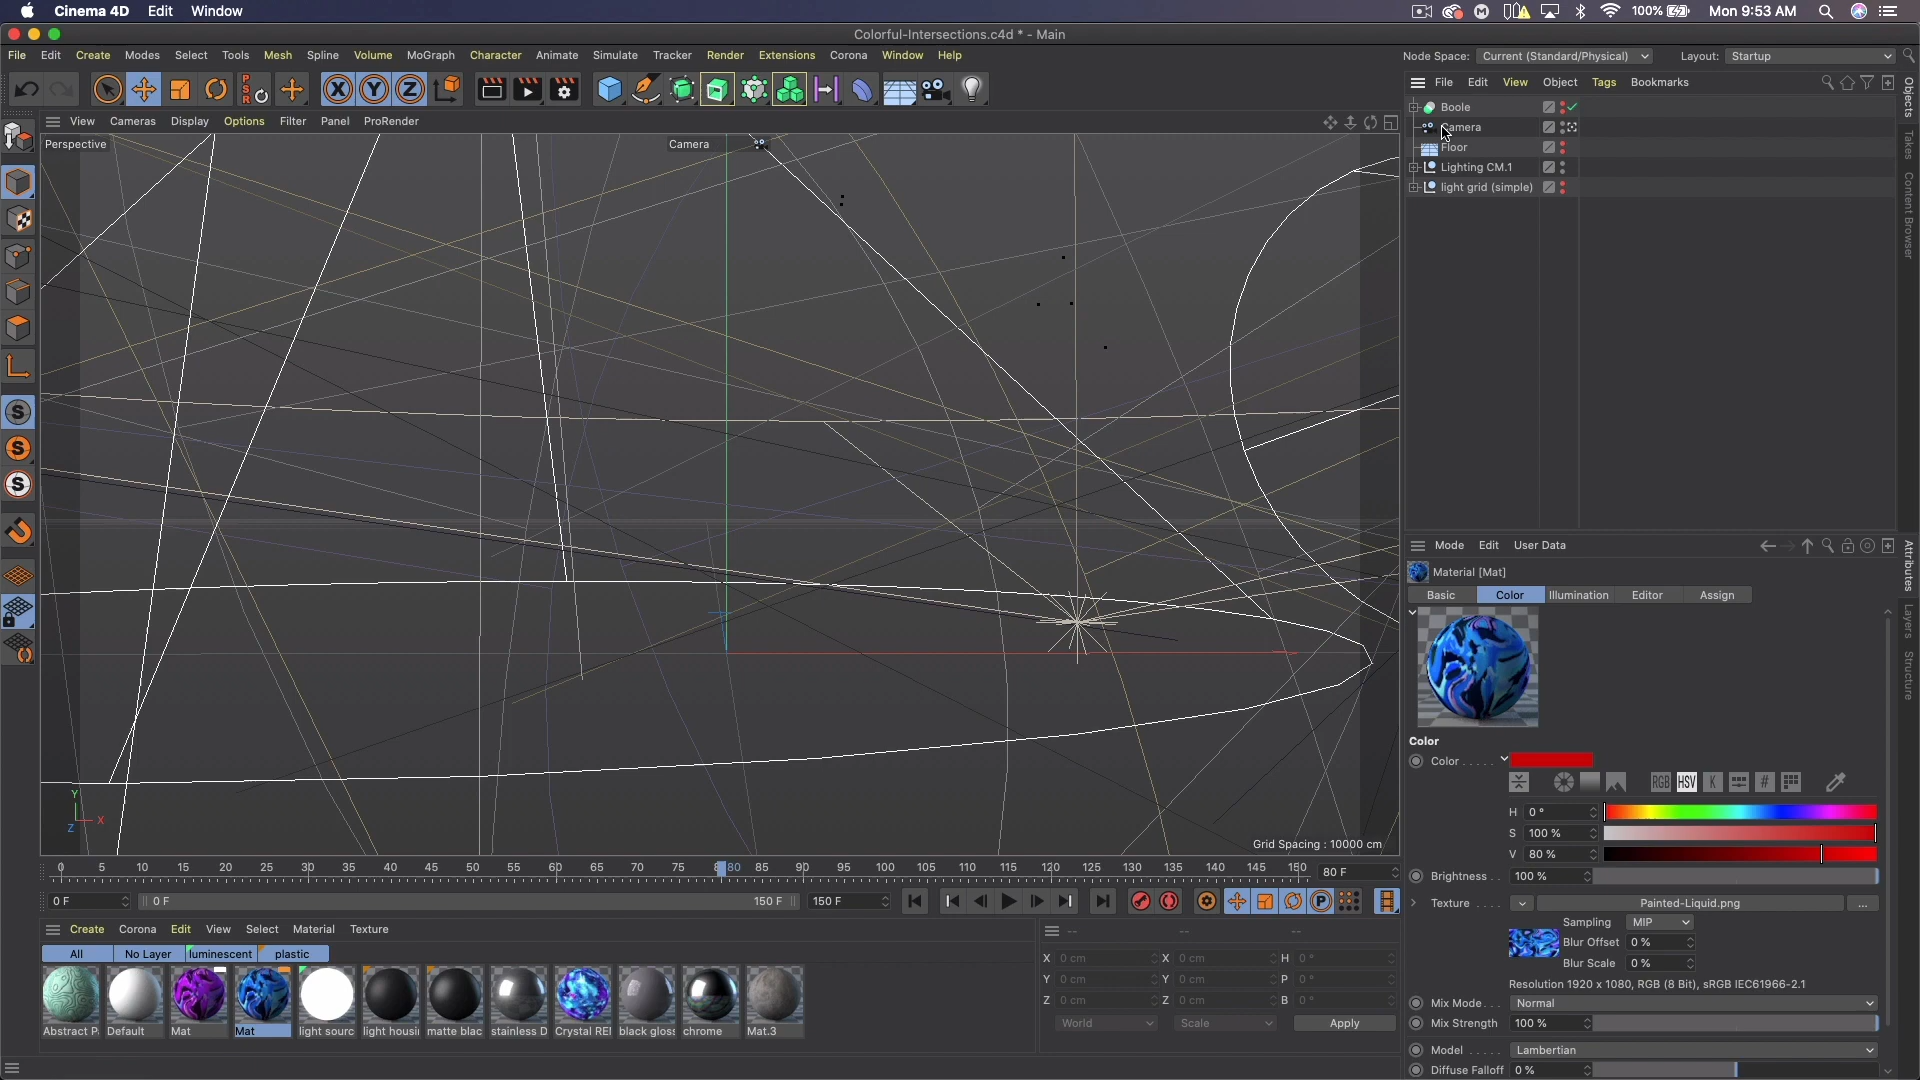 Cinema 4D Edit Window
100% Mon 9:53 AM
Colorful-Intersections.c4d * - Main
File Edit Create Modes Select Tools Mesh Spline Volume MoGraph Character Animate Simulate Tracker Render Extensions Corona Window Help
Node Space: Current (Standard/Physical) Layout: Startup
File Edit View Object Tags Bookmarks
View Cameras Display Options Filter Panel ProRender
Perspective
Camera
Boole
Camera
Floor
Lighting CM.1
light grid (simple)
Objects
Takes
Content Browser
Mode Edit User Data
Material [Mat]
Basic Color Illumination Editor Assign
Attributes
Layers
Structure
Color
Color
RGB HSV K #
H 0 °
S 100 %
V 80 %
Brightness . . 100 %
Texture . . . . Painted-Liquid.png ...
Sampling MIP
Blur Offset 0 %
Blur Scale 0 %
Resolution 1920 x 1080, RGB (8 Bit), sRGB IEC61966-2.1
Mix Mode . . . Normal
Mix Strength 100 %
Model . . . . . Lambertian
Diffuse Falloff 0 %
Y
Z X
Grid Spacing : 10000 cm
0 5 10 15 20 25 30 35 40 45 50 55 60 65 70 75 80 85 90 95 100 105 110 115 120 125 130 135 140 145 150 80 F
0 F 0 F 150 F 150 F
Create Corona Edit View Select Material Texture
All No Layer luminescent plastic
Abstract P Default Mat Mat light sourc light housi matte blac stainless D Crystal REI black gloss chrome Mat.3
-- -- --
X 0 cm X 0 cm H 0 °
Y 0 cm Y 0 cm P 0 °
Z 0 cm Z 0 cm B 0 °
World Scale Apply